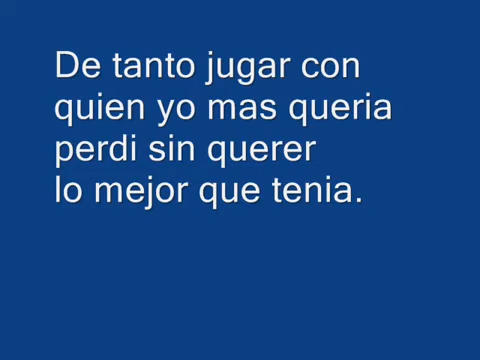 De tanto jugar con
quien yo mas queria
perdi sin querer
lo mejor que tenia.